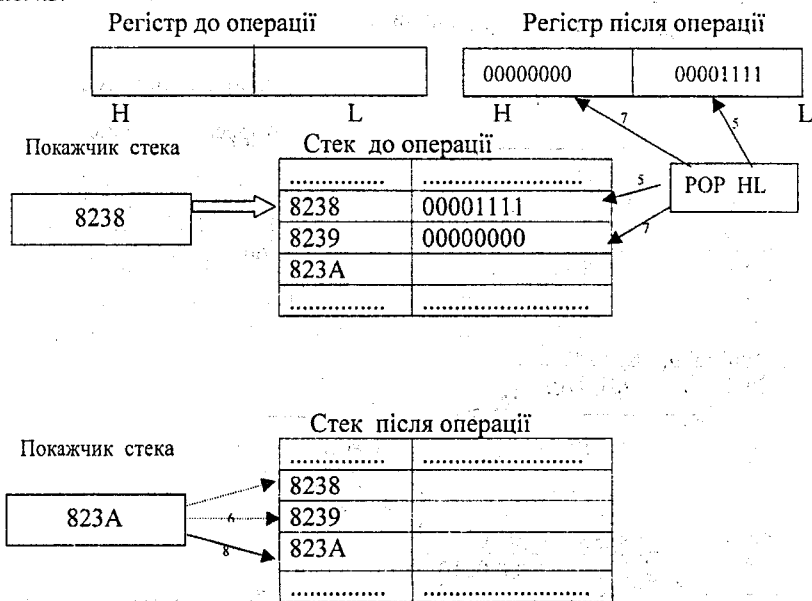 Регістр до операції
Регістр після операції
00000000 00001111
H L
H L
7 5
Покажчик стека
Стек до операції
.............. .......................
POP HL
8238
8238 00001111
5
8239 00000000
7
823A
.............. .........................
Стек після операції
Покажчик стека
.............. .......................
8238
823A
6
8239
8
823A
.............. .........................